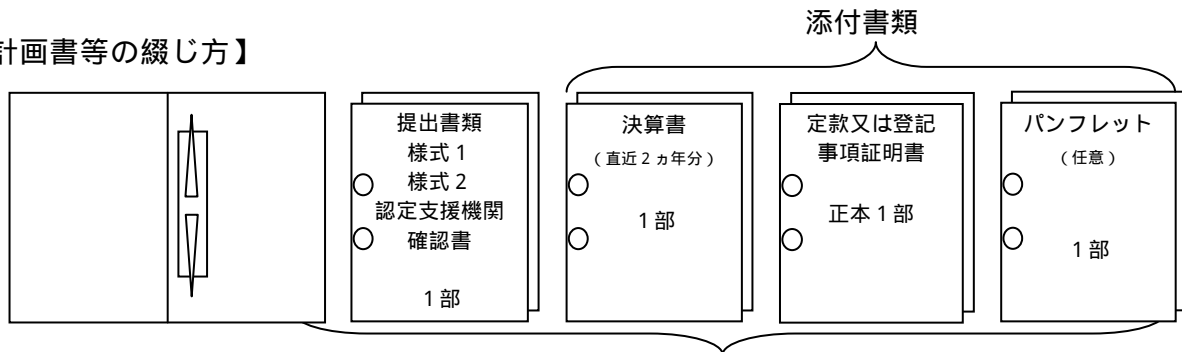 計画書等の綴じ方】
添付書類
提出書類
様式1
様式2
認定支援機関
確認書
1部
決算書
(直近2ヵ年分)
1部
定款又は登記
事項証明書
正本1部
パンフレット
(任意)
1部